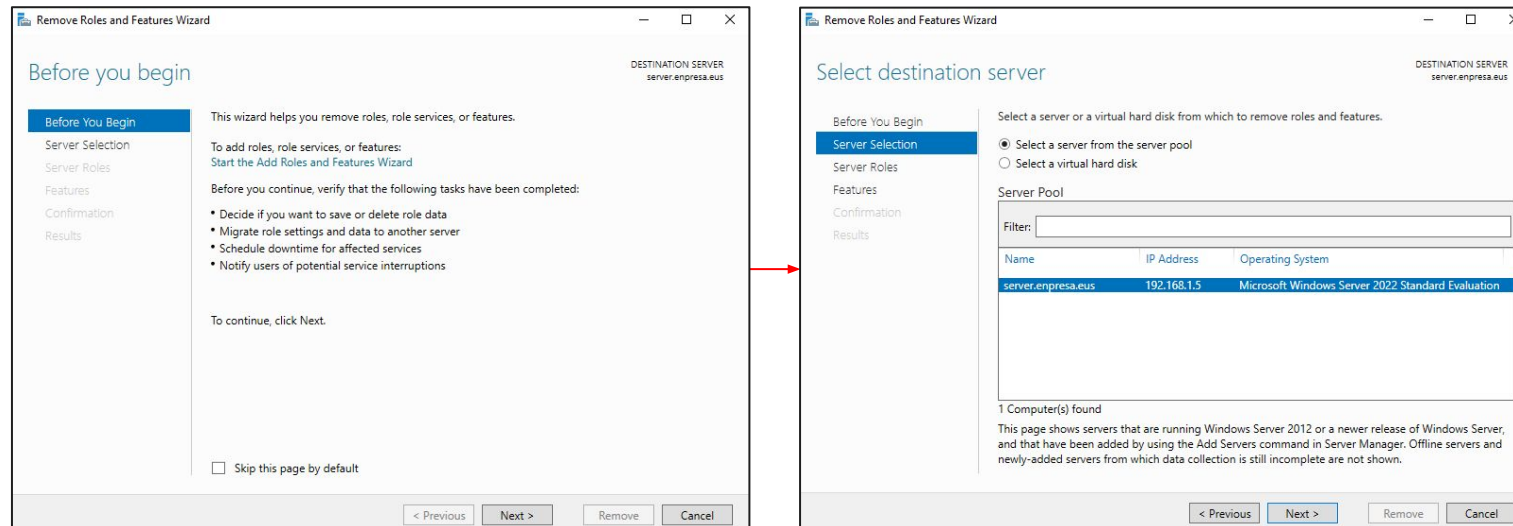 Remove Roles and Features Wizard
Before you begin
DESTINATION SERVER
server.enpresa.eus
Before You Begin
Server Selection
Server Roles
Features
Confirmation
Results
This wizard helps you remove roles, role services, or features.
To add roles, role services, or features:
Start the Add Roles and Features Wizard
Before you continue, verify that the following tasks have been completed:
• Decide if you want to save or delete role data
• Migrate role settings and data to another server
• Schedule downtime for affected services
• Notify users of potential service interruptions
To continue, click Next.
Skip this page by default
< Previous
Next >
Remove
Cancel
Remove Roles and Features Wizard
Select destination server
DESTINATION SERVER
server.enpresa.eus
Before You Begin
Server Selection
Server Roles
Features
Confirmation
Results
Select a server or a virtual hard disk from which to remove roles and features.
Select a server from the server pool
Select a virtual hard disk
Server Pool
Filter:
Name IP Address Operating System
server.enpresa.eus 192.168.1.5 Microsoft Windows Server 2022 Standard Evaluation
1 Computer(s) found
This page shows servers that are running Windows Server 2012 or a newer release of Windows Server,
and that have been added by using the Add Servers command in Server Manager. Offline servers and
newly-added servers from which data collection is still incomplete are not shown.
< Previous
Next >
Remove
Cancel